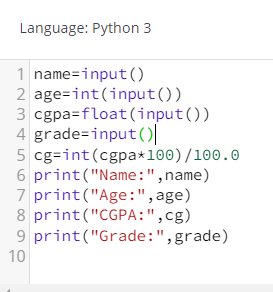 Language: Python 3
1 name=input()
2 age=int(input())
3 cgpa=float(input())
4 grade=input()
5 cg=int(cgpa*100)/100.0
6 print("Name:",name)
7 print("Age:",age)
8 print("CGPA:",cg)
9 print("Grade:",grade)
10